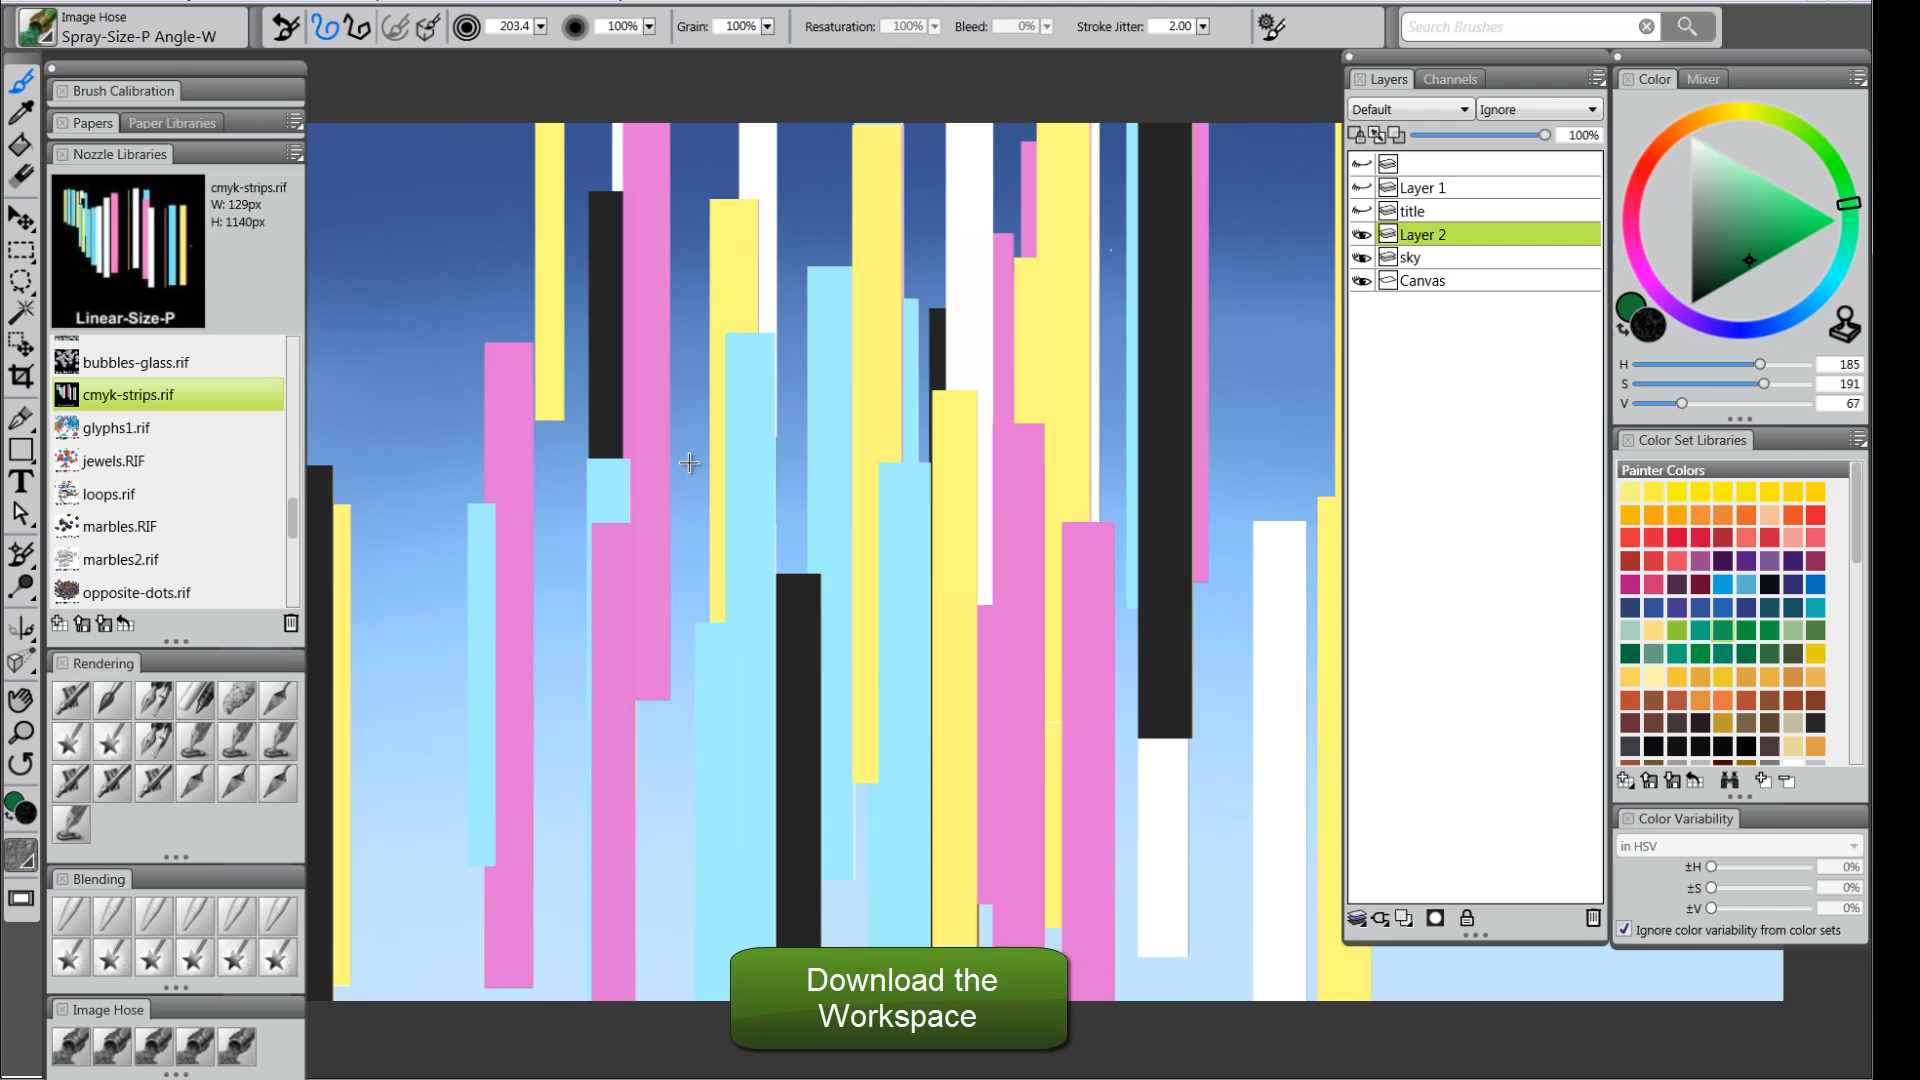 Image Hose
Spray-Size-P Angle-W
203.4
100%
Grain: 100%
Resaturation: 100%
Bleed: 0%
Stroke Jitter: 2.00
Search Brushes
Brush Calibration
Papers
Paper Libraries
Nozzle Libraries
cmyk-strips.rif
W: 129px
H: 1140px
Linear-Size-P
bubbles-glass.rif
cmyk-strips.rif
glyphs1.rif
jewels.RIF
loops.rif
marbles.RIF
marbles2.rif
opposite-dots.rif
Rendering
Blending
Image Hose
Download the
Workspace
Layers
Channels
Default
Ignore
100%
Layer 1
title
Layer 2
sky
Canvas
Color
Mixer
H 185
S 191
V 67
Color Set Libraries
Painter Colors
Color Variability
in HSV
±H 0%
±S 0%
±V 0%
Ignore color variability from color sets